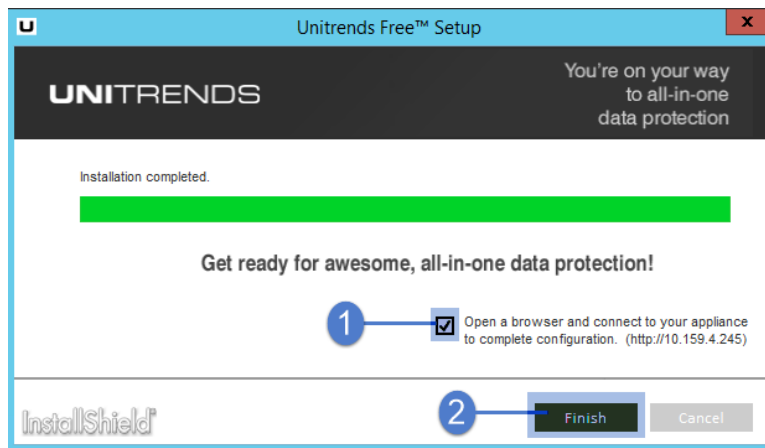 U
Unitrends Free™ Setup
x
UNITRENDS
You're on your way
to all-in-one
data protection
Installation completed.
Get ready for awesome, all-in-one data protection!
1
Open a browser and connect to your appliance
to complete configuration. (http://10.159.4.245)
InstallShield
2
Finish
Cancel